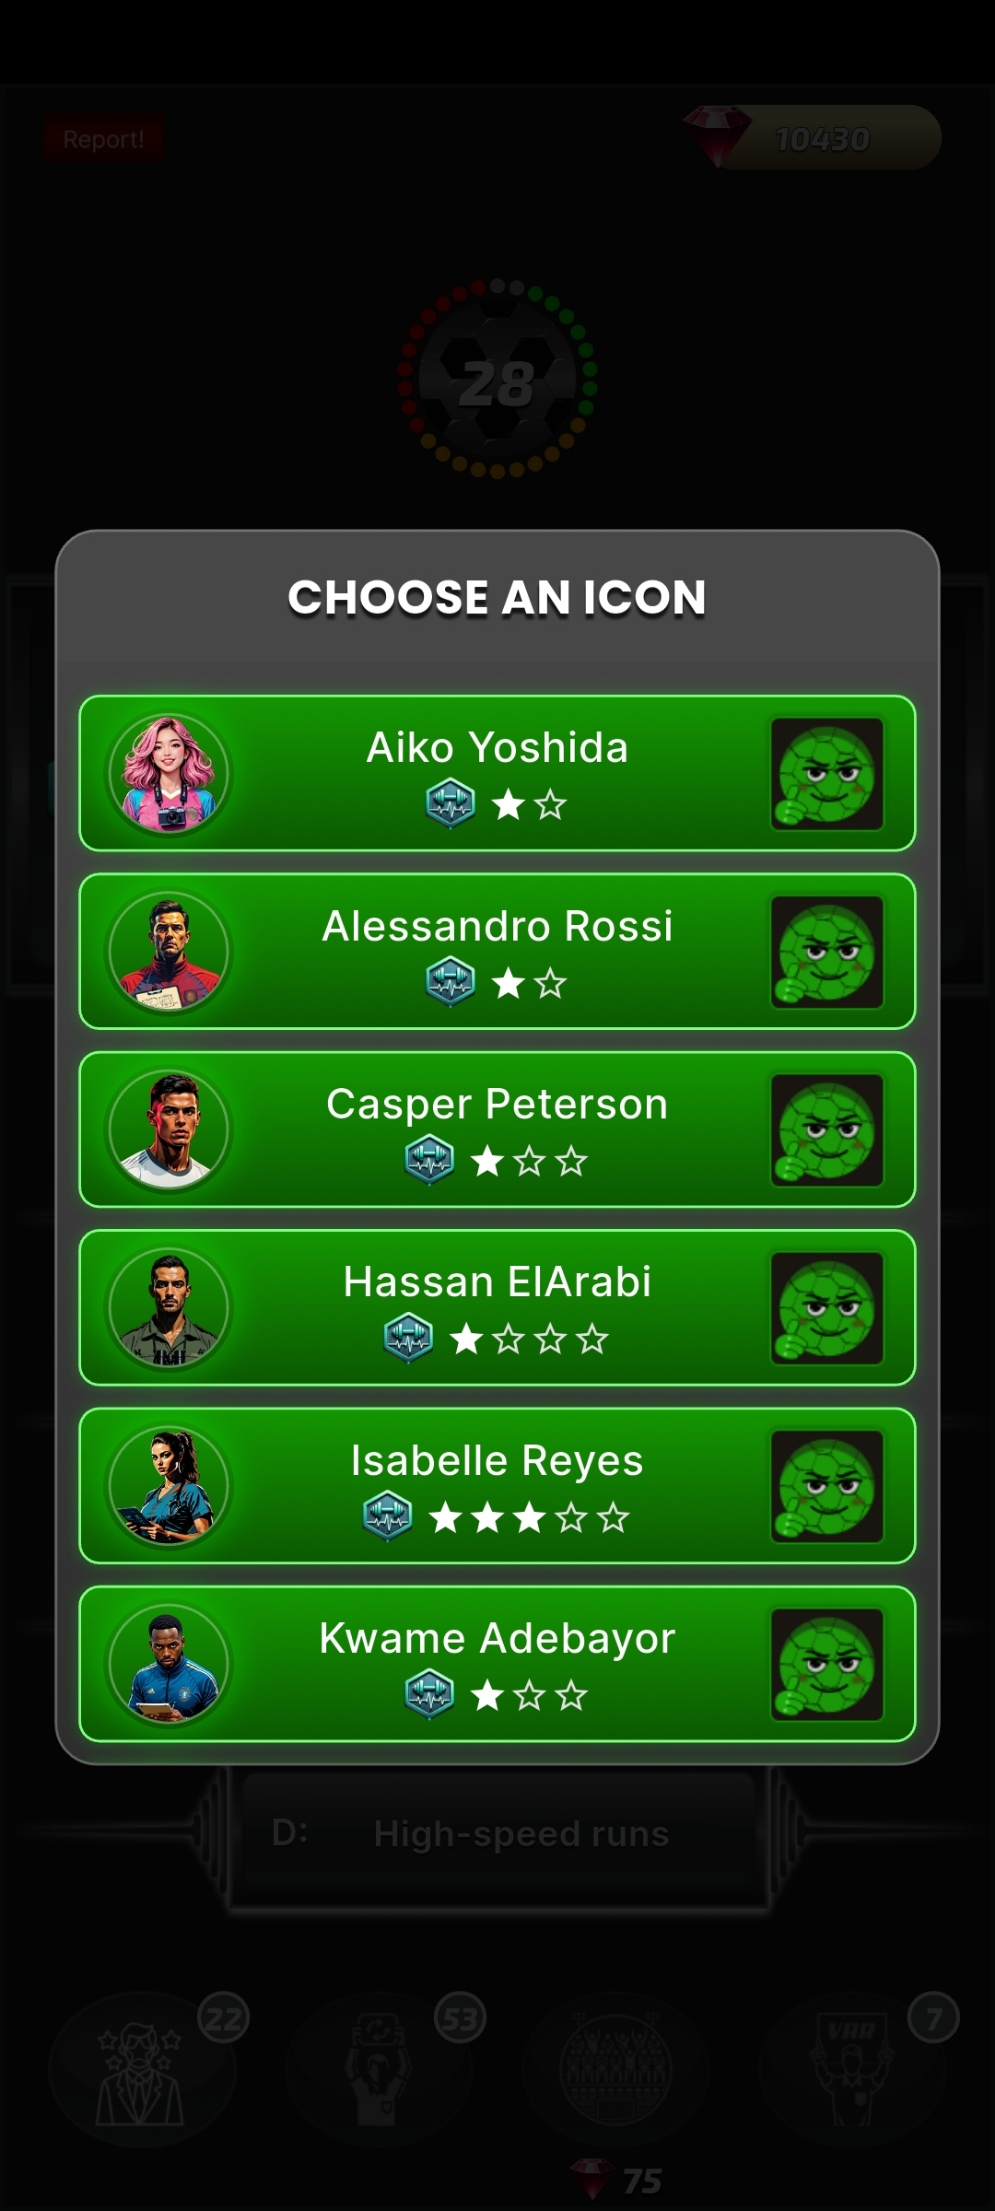 Report!
10430
28
CHOOSE AN ICON
Aiko Yoshida
Alessandro Rossi
Casper Peterson
Hassan ElArabi
Isabelle Reyes
Kwame Adebayor
D: High-speed runs
22
53
7
VAR
75